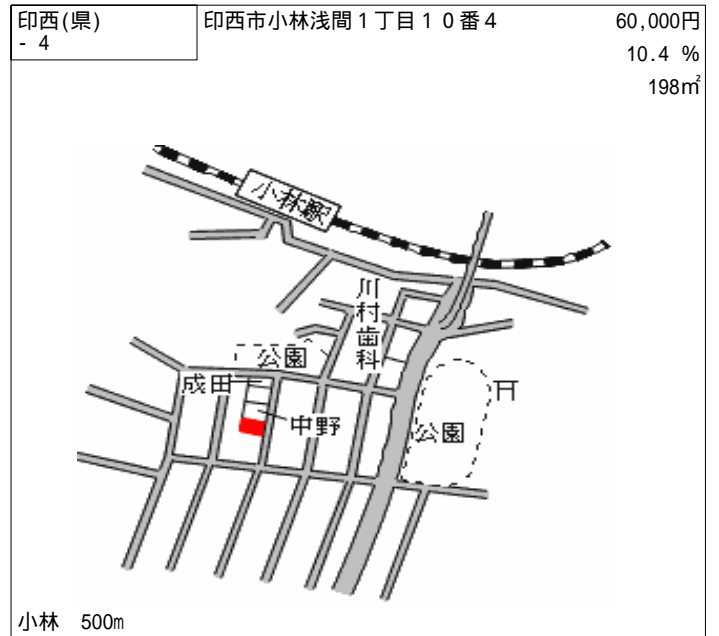 印西(県)
- 4
印西市小林浅間１丁目１０番４
60,000円
10.4 %
198㎡
小林駅
川村歯科
公園
成田
中野
公園
小林 500m